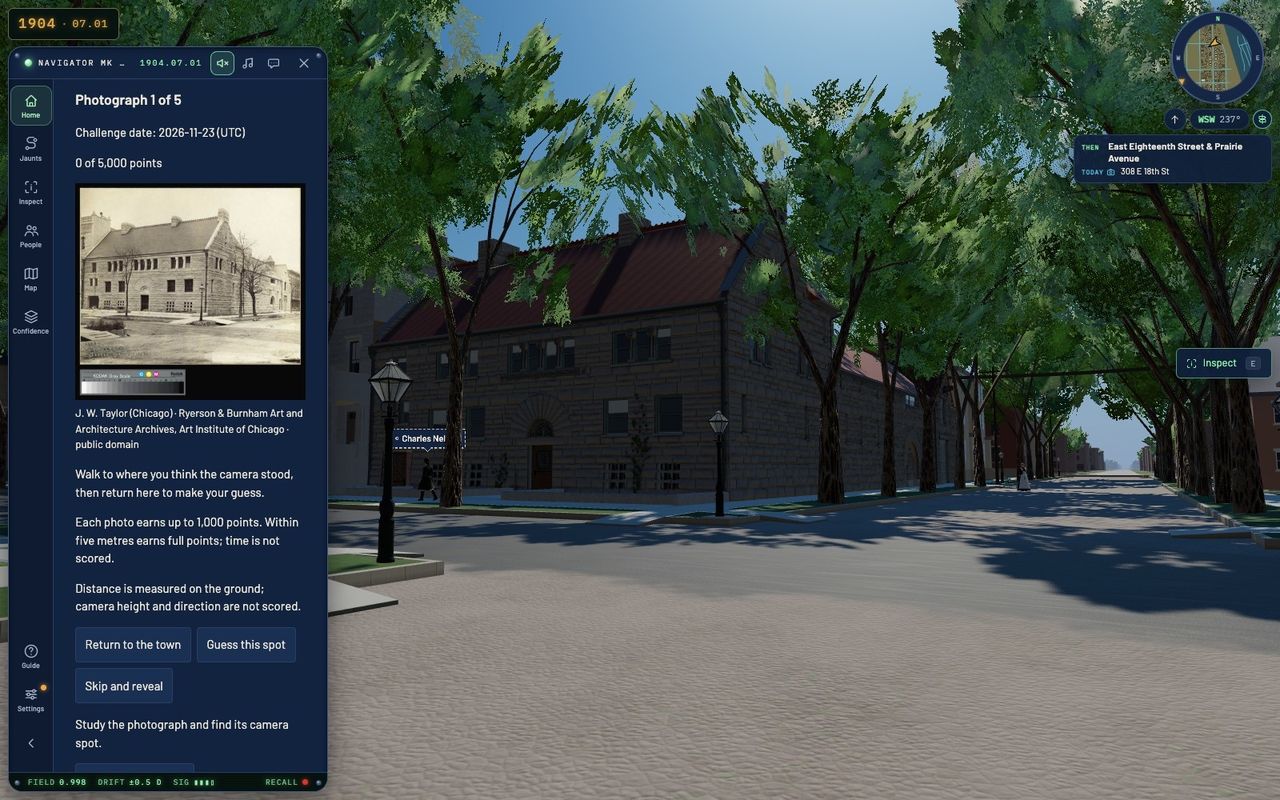 1904 · 07.01
NAVIGATOR MK …
1904.07.01
Home
Jaunts
Inspect
People
Map
Confidence
Guide
Settings
Photograph 1 of 5
Challenge date: 2026-11-23 (UTC)
0 of 5,000 points
KODAK Gray Scale
C Y M
Kodak
J. W. Taylor (Chicago) · Ryerson & Burnham Art and
Architecture Archives, Art Institute of Chicago ·
public domain
Walk to where you think the camera stood,
then return here to make your guess.
Each photo earns up to 1,000 points. Within
five metres earns full points; time is not
scored.
Distance is measured on the ground;
camera height and direction are not scored.
Return to the town
Guess this spot
Skip and reveal
Study the photograph and find its camera
spot.
FIELD 0.998 DRIFT ±0.5 D SIG
RECALL
Charles Nel
N
W
E
S
WSW 237°
THEN East Eighteenth Street & Prairie
Avenue
TODAY 308 E 18th St
Inspect E